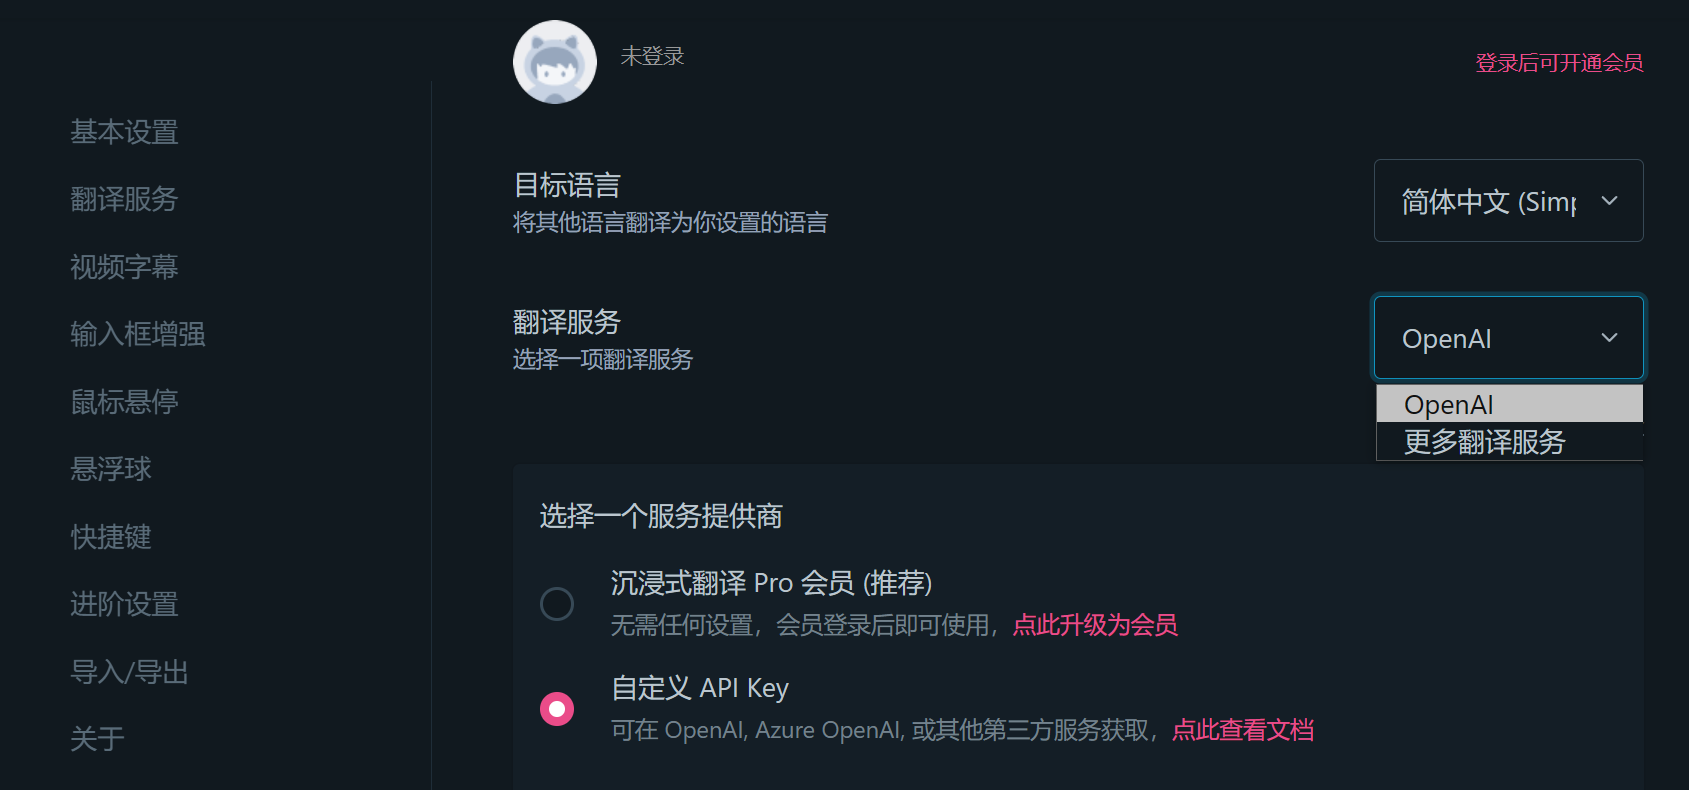 未登录
登录后可开通会员
基本设置
翻译服务
视频字幕
输入框增强
鼠标悬停
悬浮球
快捷键
进阶设置
导入/导出
关于
目标语言
将其他语言翻译为你设置的语言
简体中文 (Simp
翻译服务
选择一项翻译服务
OpenAI
OpenAI
更多翻译服务
选择一个服务提供商
沉浸式翻译 Pro 会员 (推荐)
无需任何设置，会员登录后即可使用，点此升级为会员
自定义 API Key
可在 OpenAI, Azure OpenAI, 或其他第三方服务获取，点此查看文档